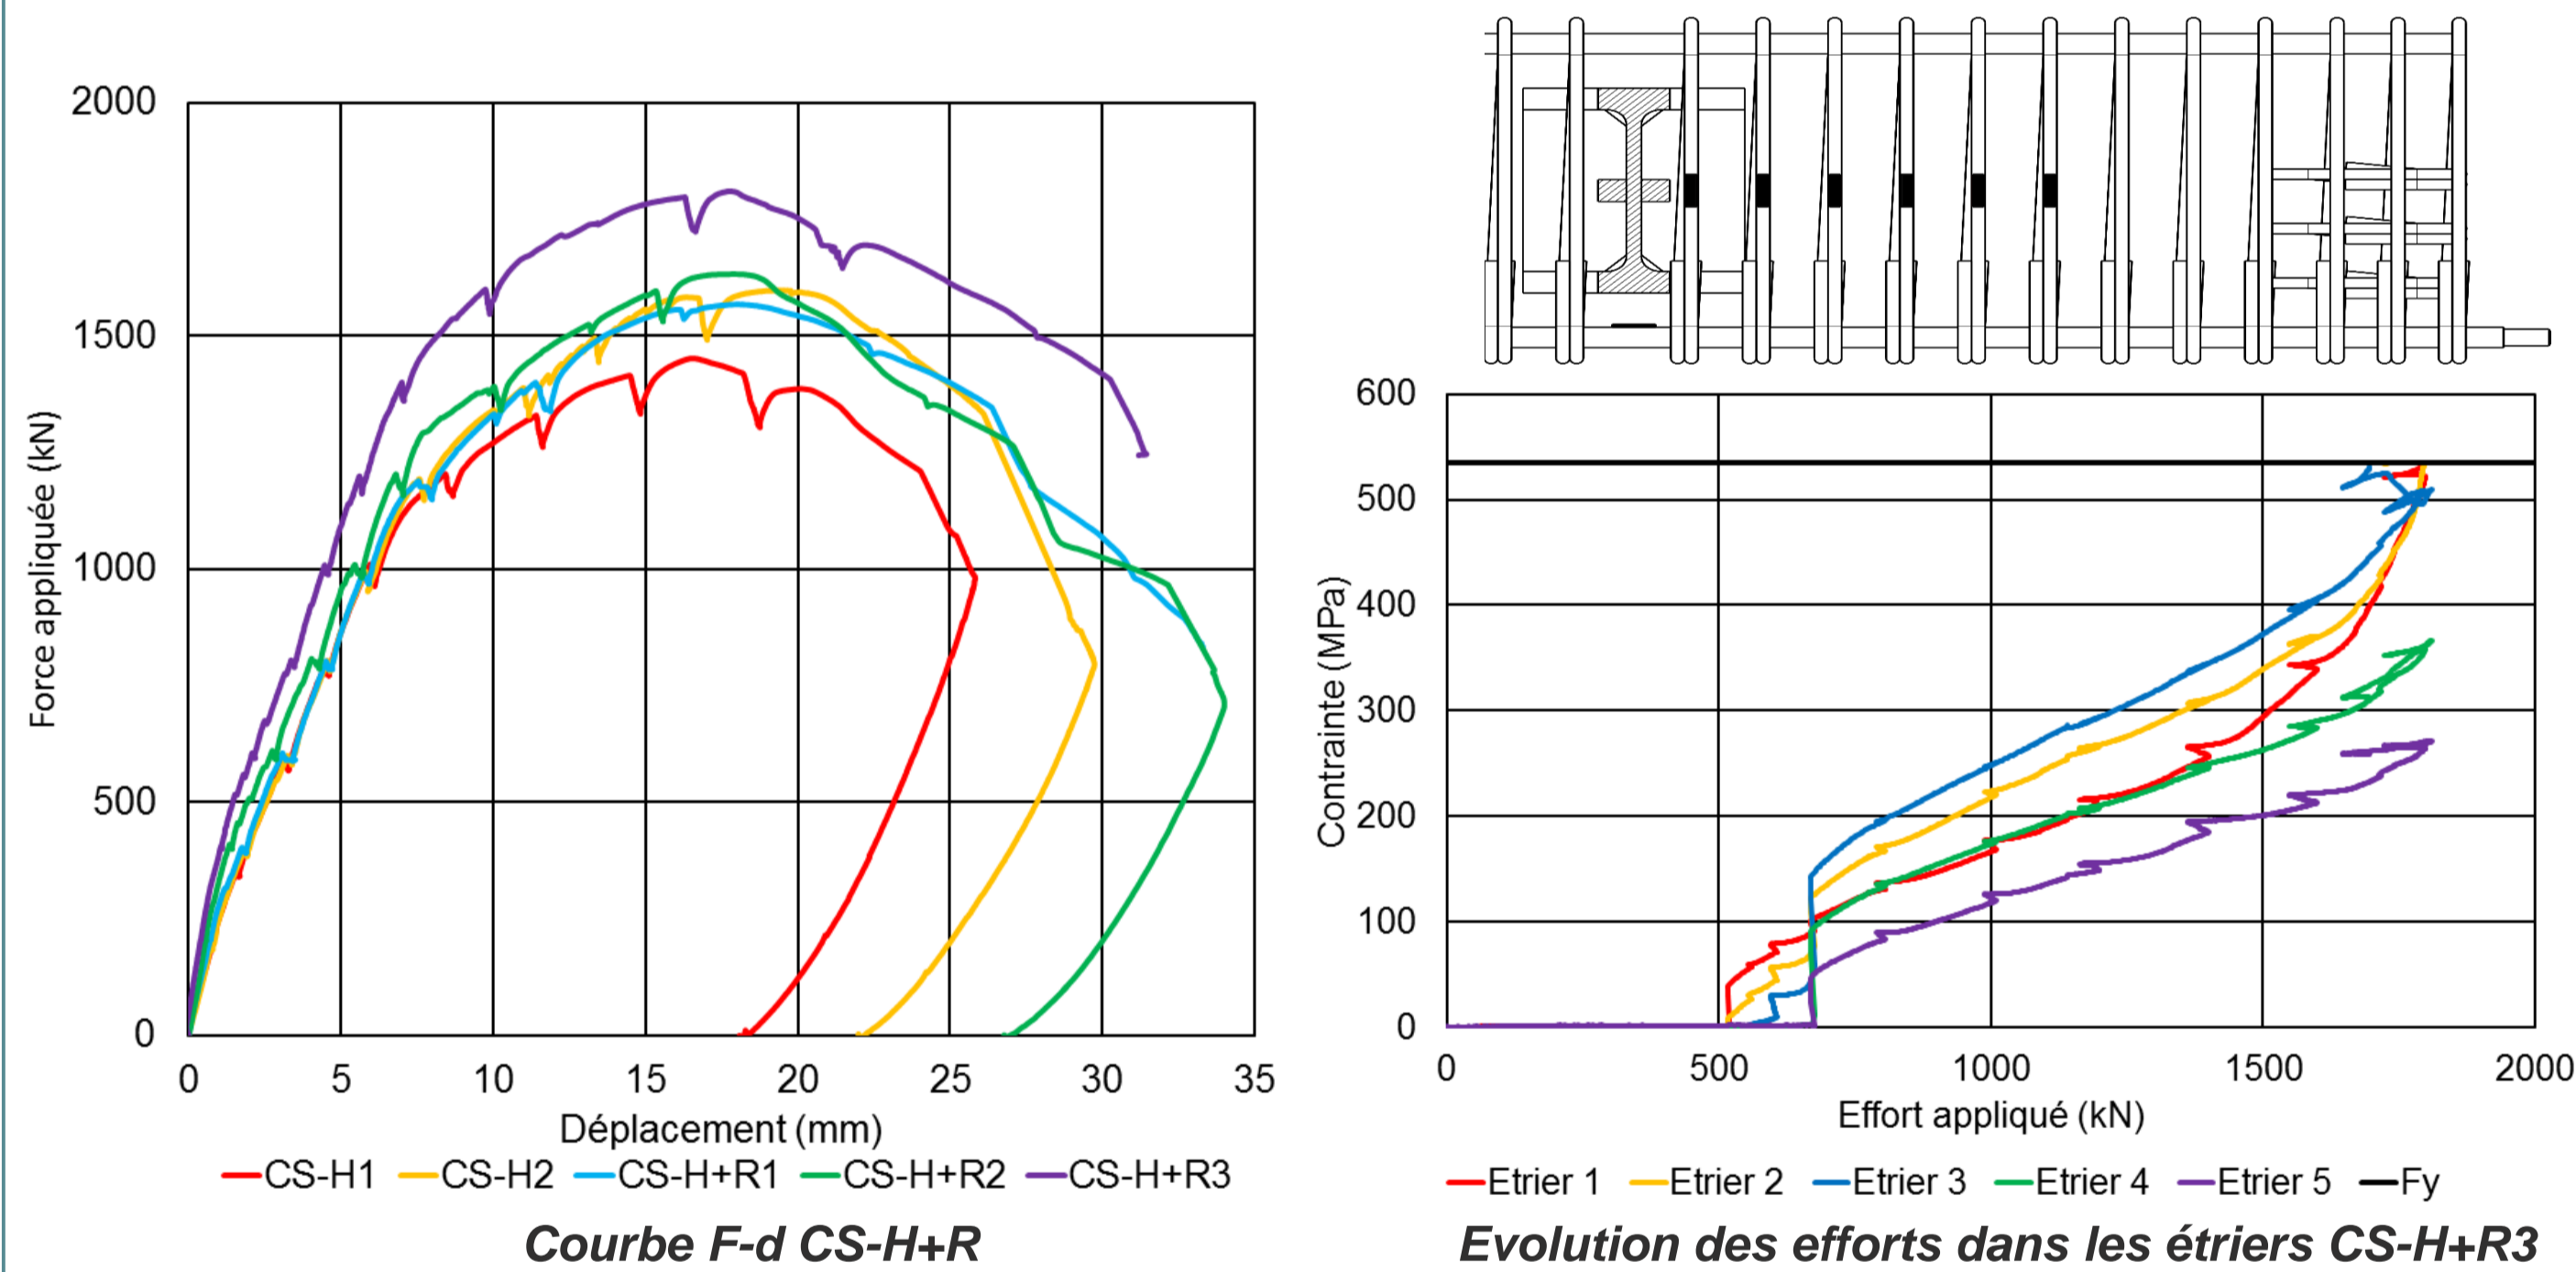 Force appliquée (kN)
2000
1500
1000
500
0
0 5 10 15 20 25 30 35
Déplacement (mm)
CS-H1 CS-H2 CS-H+R1 CS-H+R2 CS-H+R3
Courbe F-d CS-H+R
Contrainte (MPa)
600
500
400
300
200
100
0
0 500 1000 1500 2000
Effort appliqué (kN)
Etrier 1 Etrier 2 Etrier 3 Etrier 4 Etrier 5 Fy
Evolution des efforts dans les étriers CS-H+R3